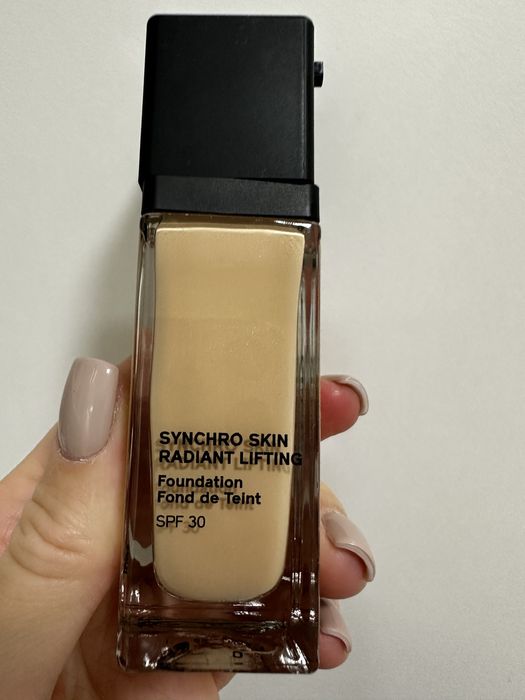 SYNCHRO SKIN
RADIANT LIFTING
Foundation
Fond de Teint
SPF 30